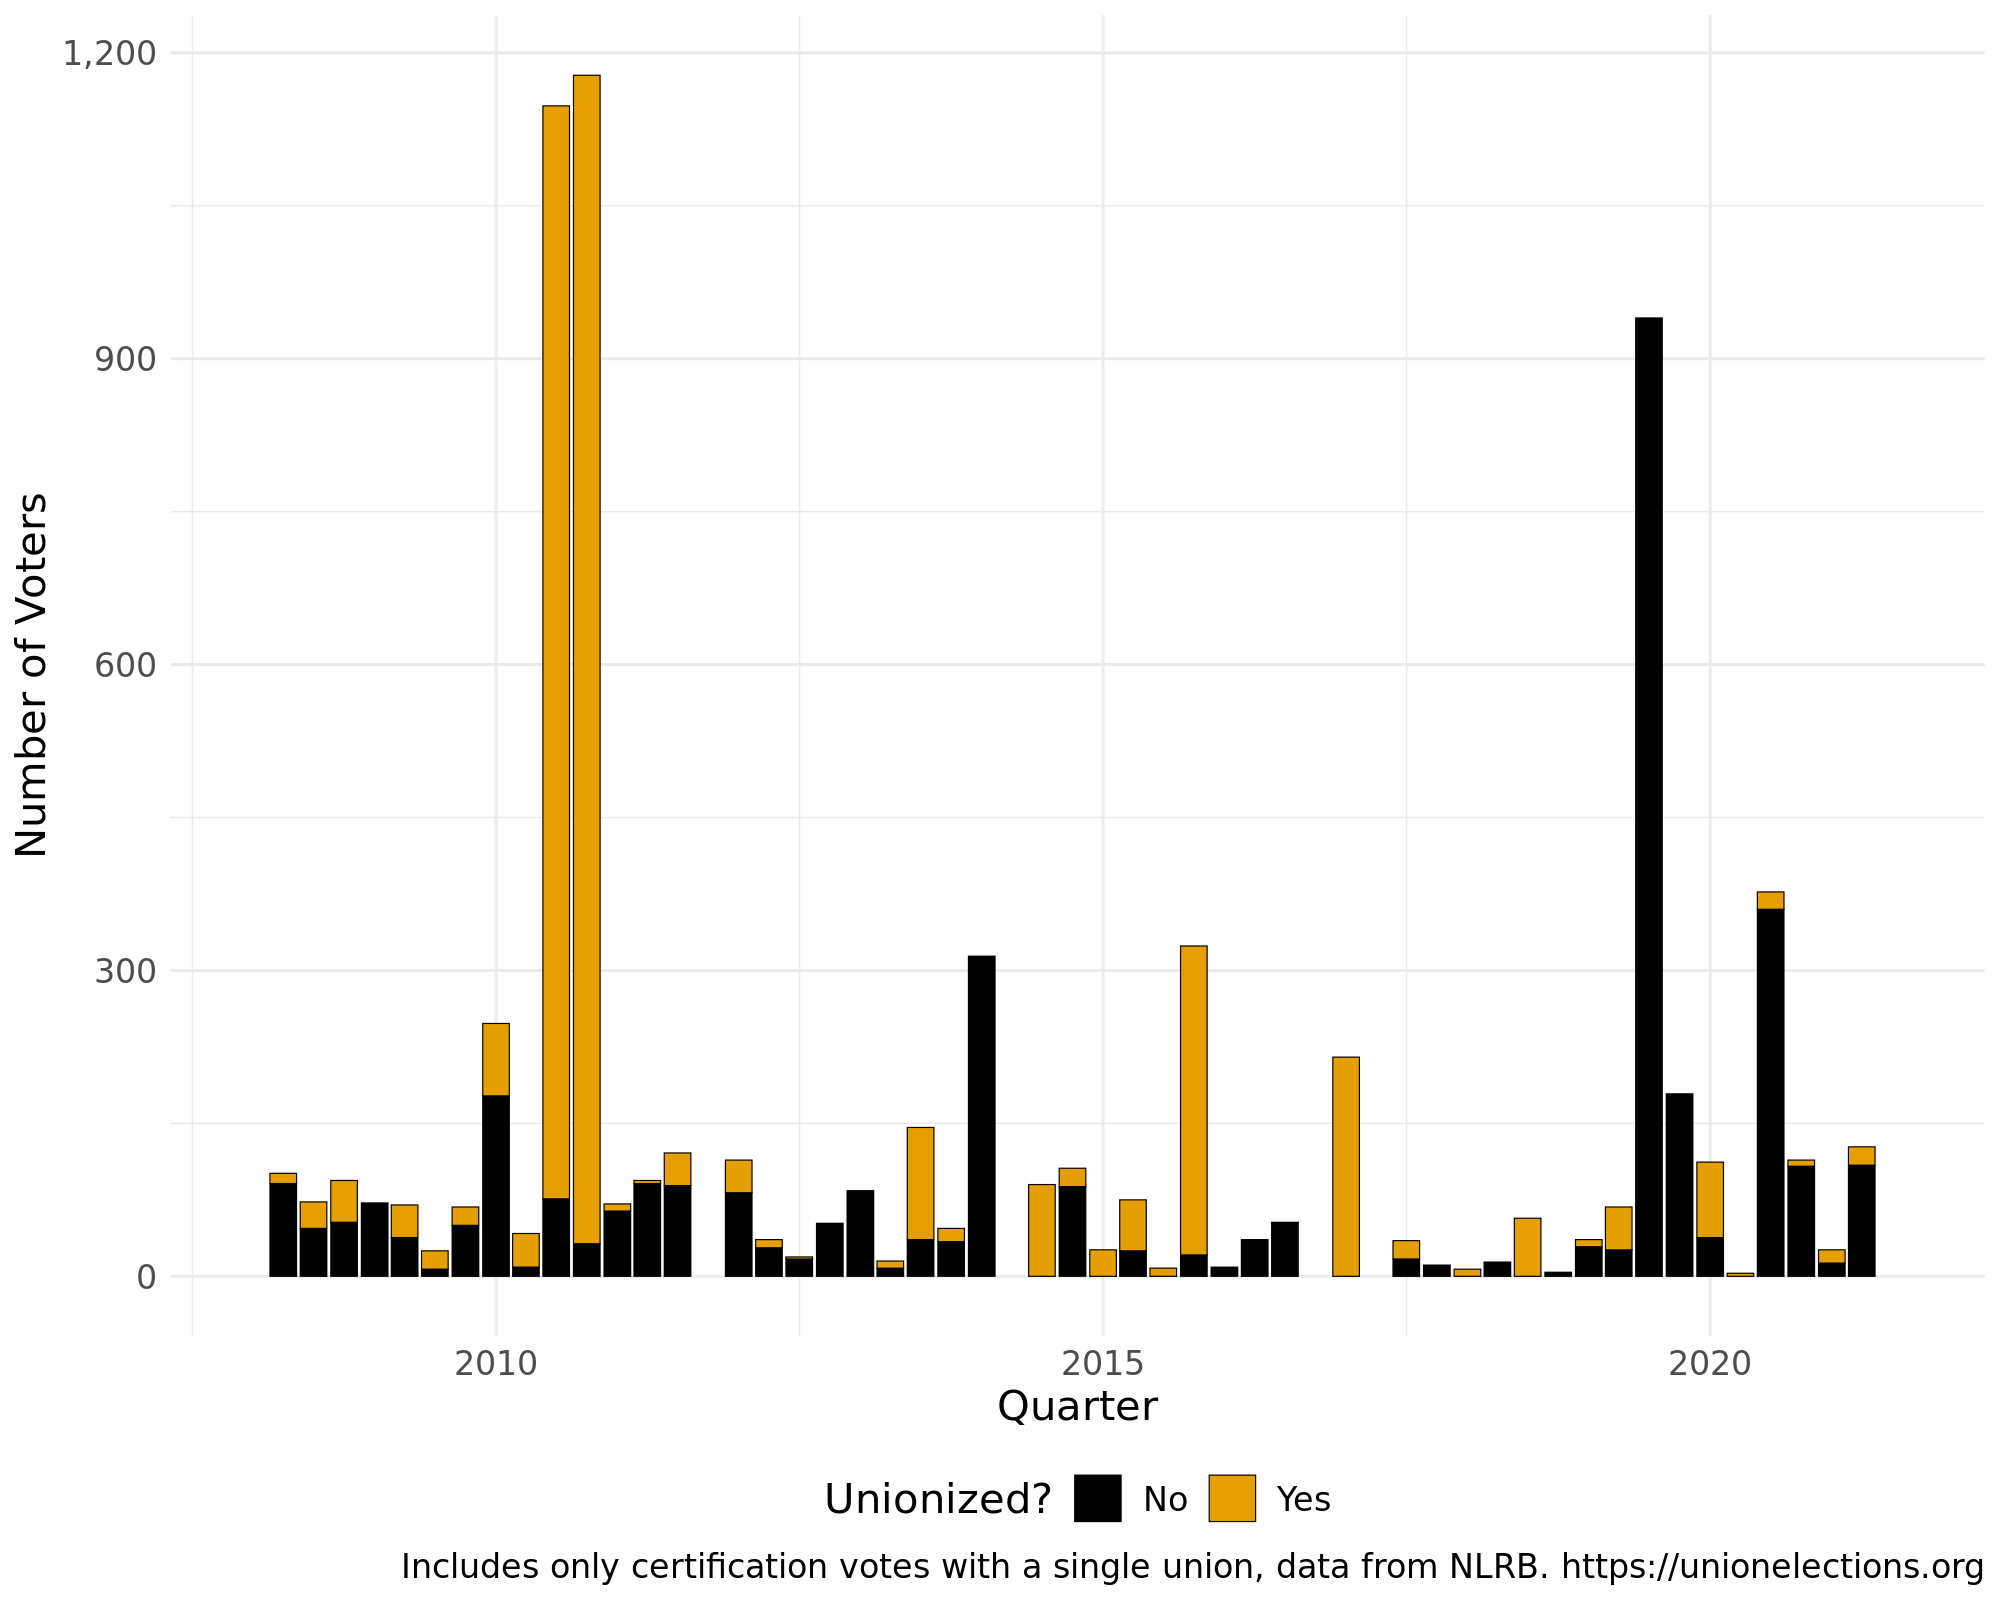 1,200
900
600
300
0
Number of Voters
2010 2015 2020
Quarter
Unionized? No Yes
Includes only certification votes with a single union, data from NLRB. https://unionelections.org